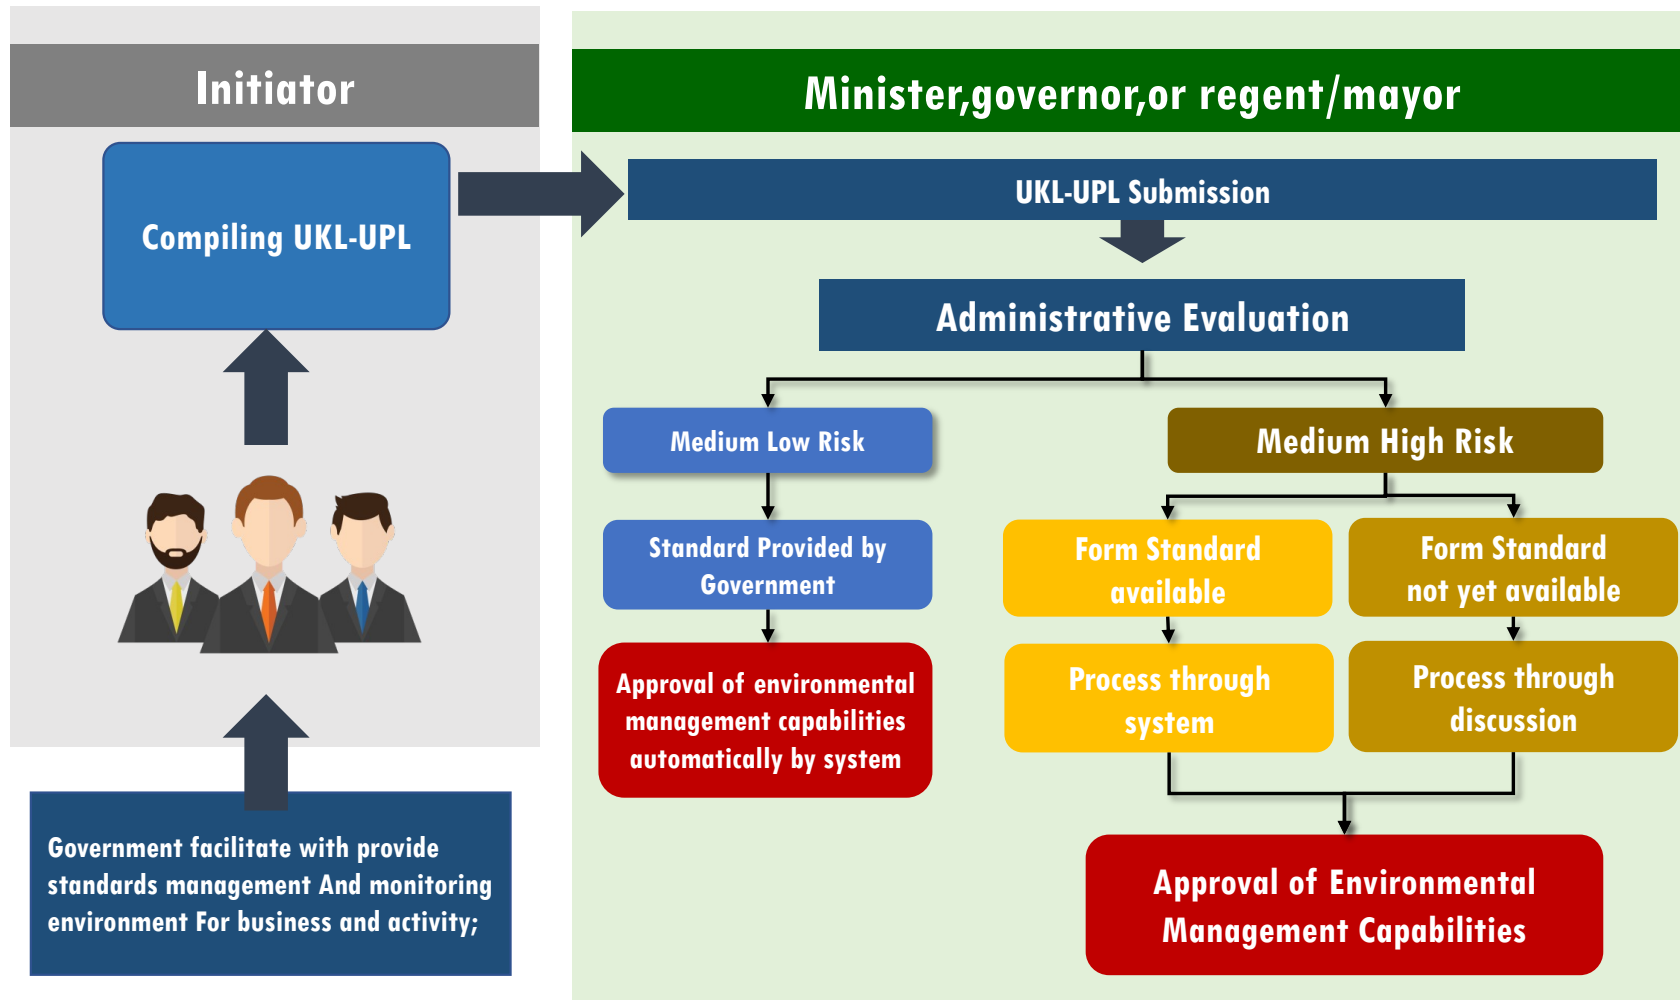 Initiator
Compiling UKL-UPL
Government facilitate with provide
standards management And monitoring
environment For business and activity;
Minister,governor,or regent/mayor
UKL-UPL Submission
Administrative Evaluation
Medium Low Risk
Standard Provided by
Government
Approval of environmental
management capabilities
automatically by system
Medium High Risk
Form Standard
available
Process through
system
Form Standard
not yet available
Process through
discussion
Approval of Environmental
Management Capabilities